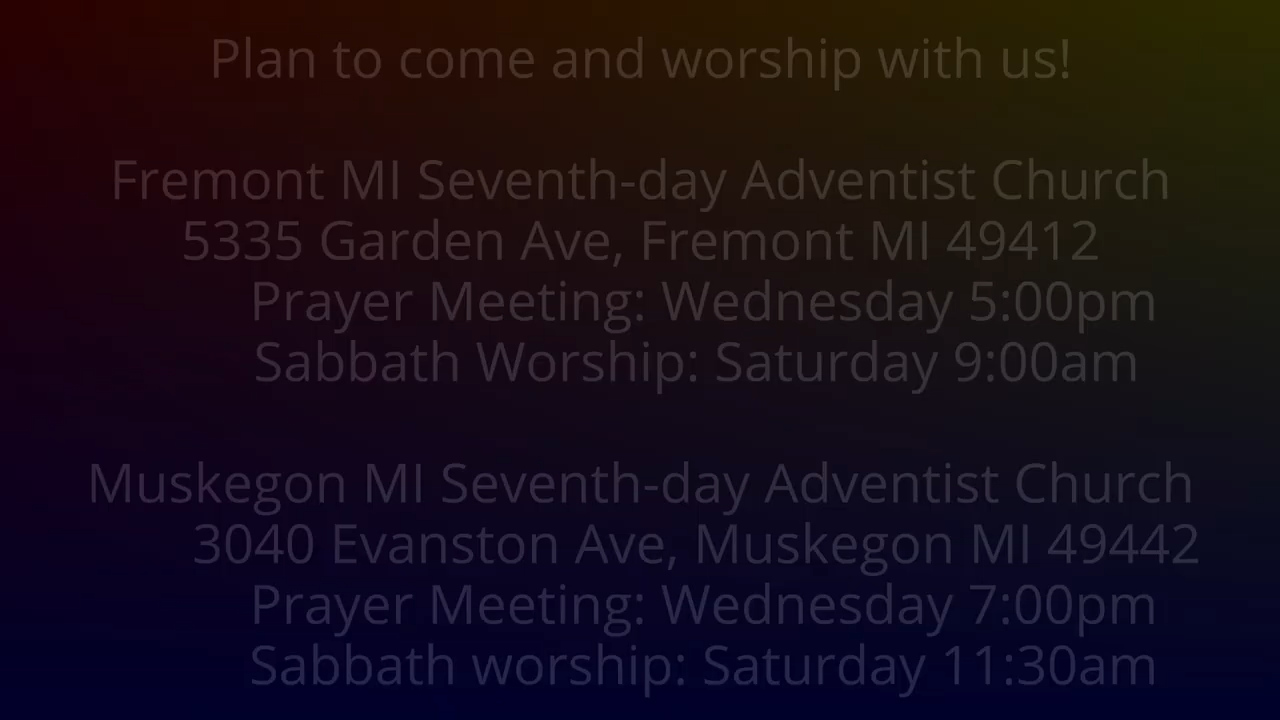 Plan to come and worship with us!
Fremont MI Seventh-day Adventist Church
5335 Garden Ave, Fremont MI 49412
Prayer Meeting: Wednesday 5:00pm
Sabbath Worship: Saturday 9:00am
Muskegon MI Seventh-day Adventist Church
3040 Evanston Ave, Muskegon MI 49442
Prayer Meeting: Wednesday 7:00pm
Sabbath worship: Saturday 11:30am